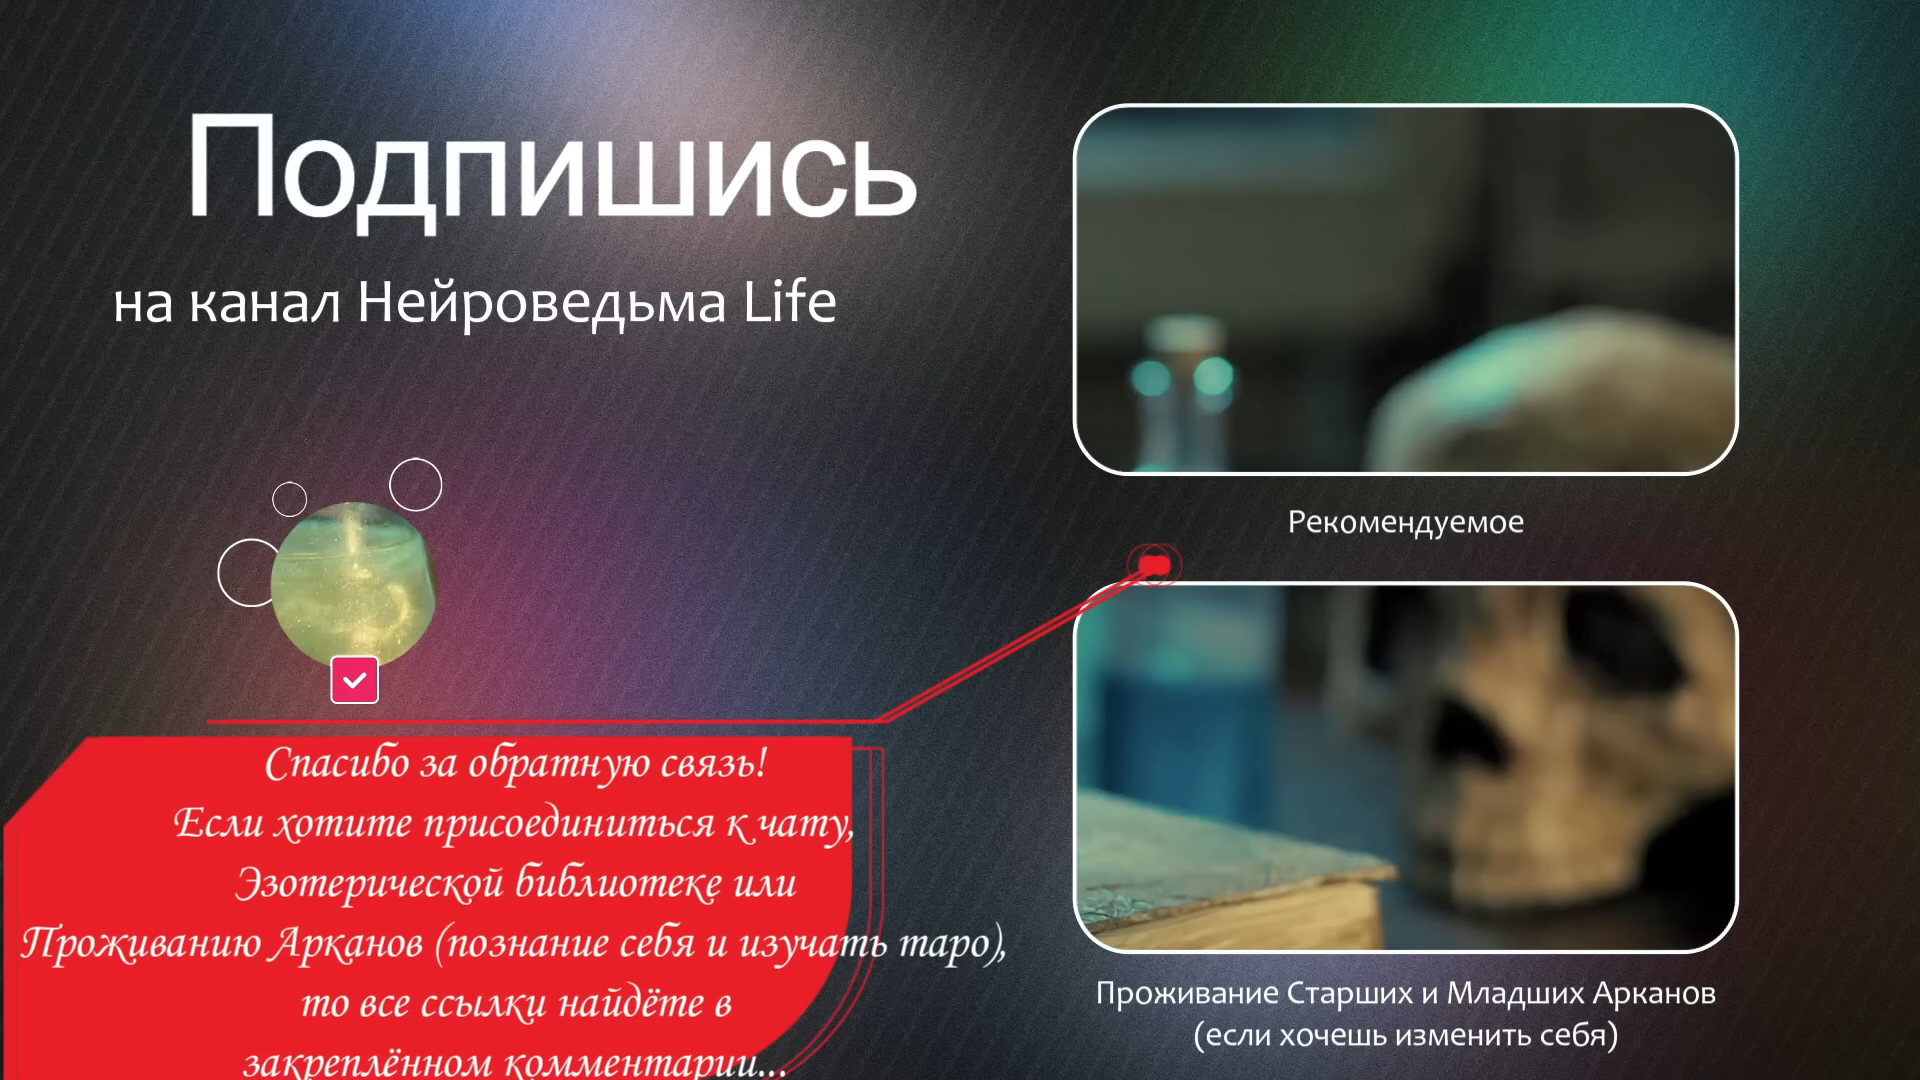 Подпишись
на канал Нейроведьма Life
Рекомендуемое
Спасибо за обратную связь!
Если хотите присоединиться к чату,
Эзотерической библиотеке или
Проживанию Арканов (познание себя и изучать таро),
то все ссылки найдёте в
закреплённом комментарии...
Проживание Старших и Младших Арканов
(если хочешь изменить себя)